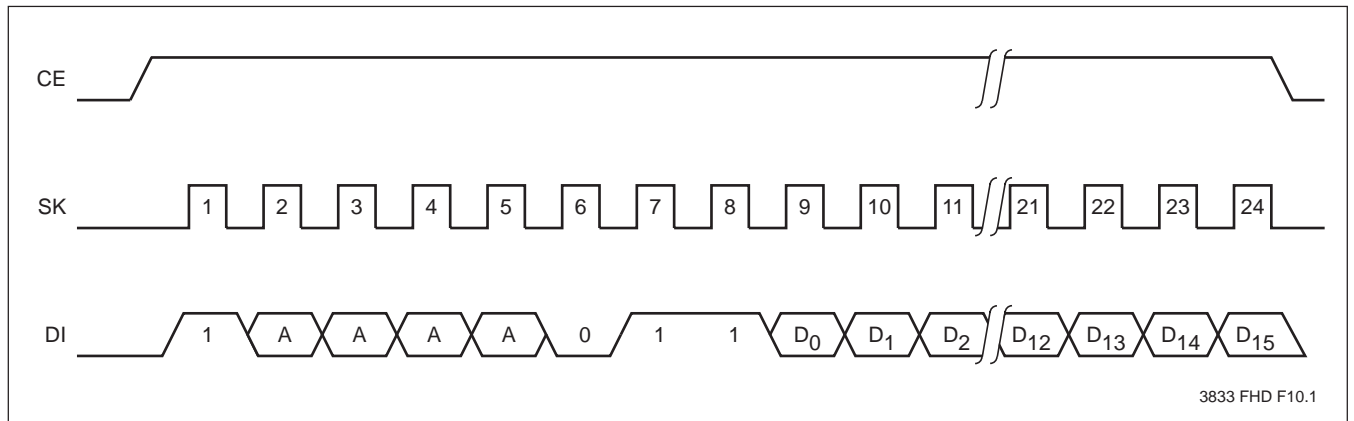 CE
SK 1 2 3 4 5 6 7 8 9 10 11 21 22 23 24
DI 1 A A A A 0 1 1 D0 D1 D2 D12 D13 D14 D15
3833 FHD F10.1